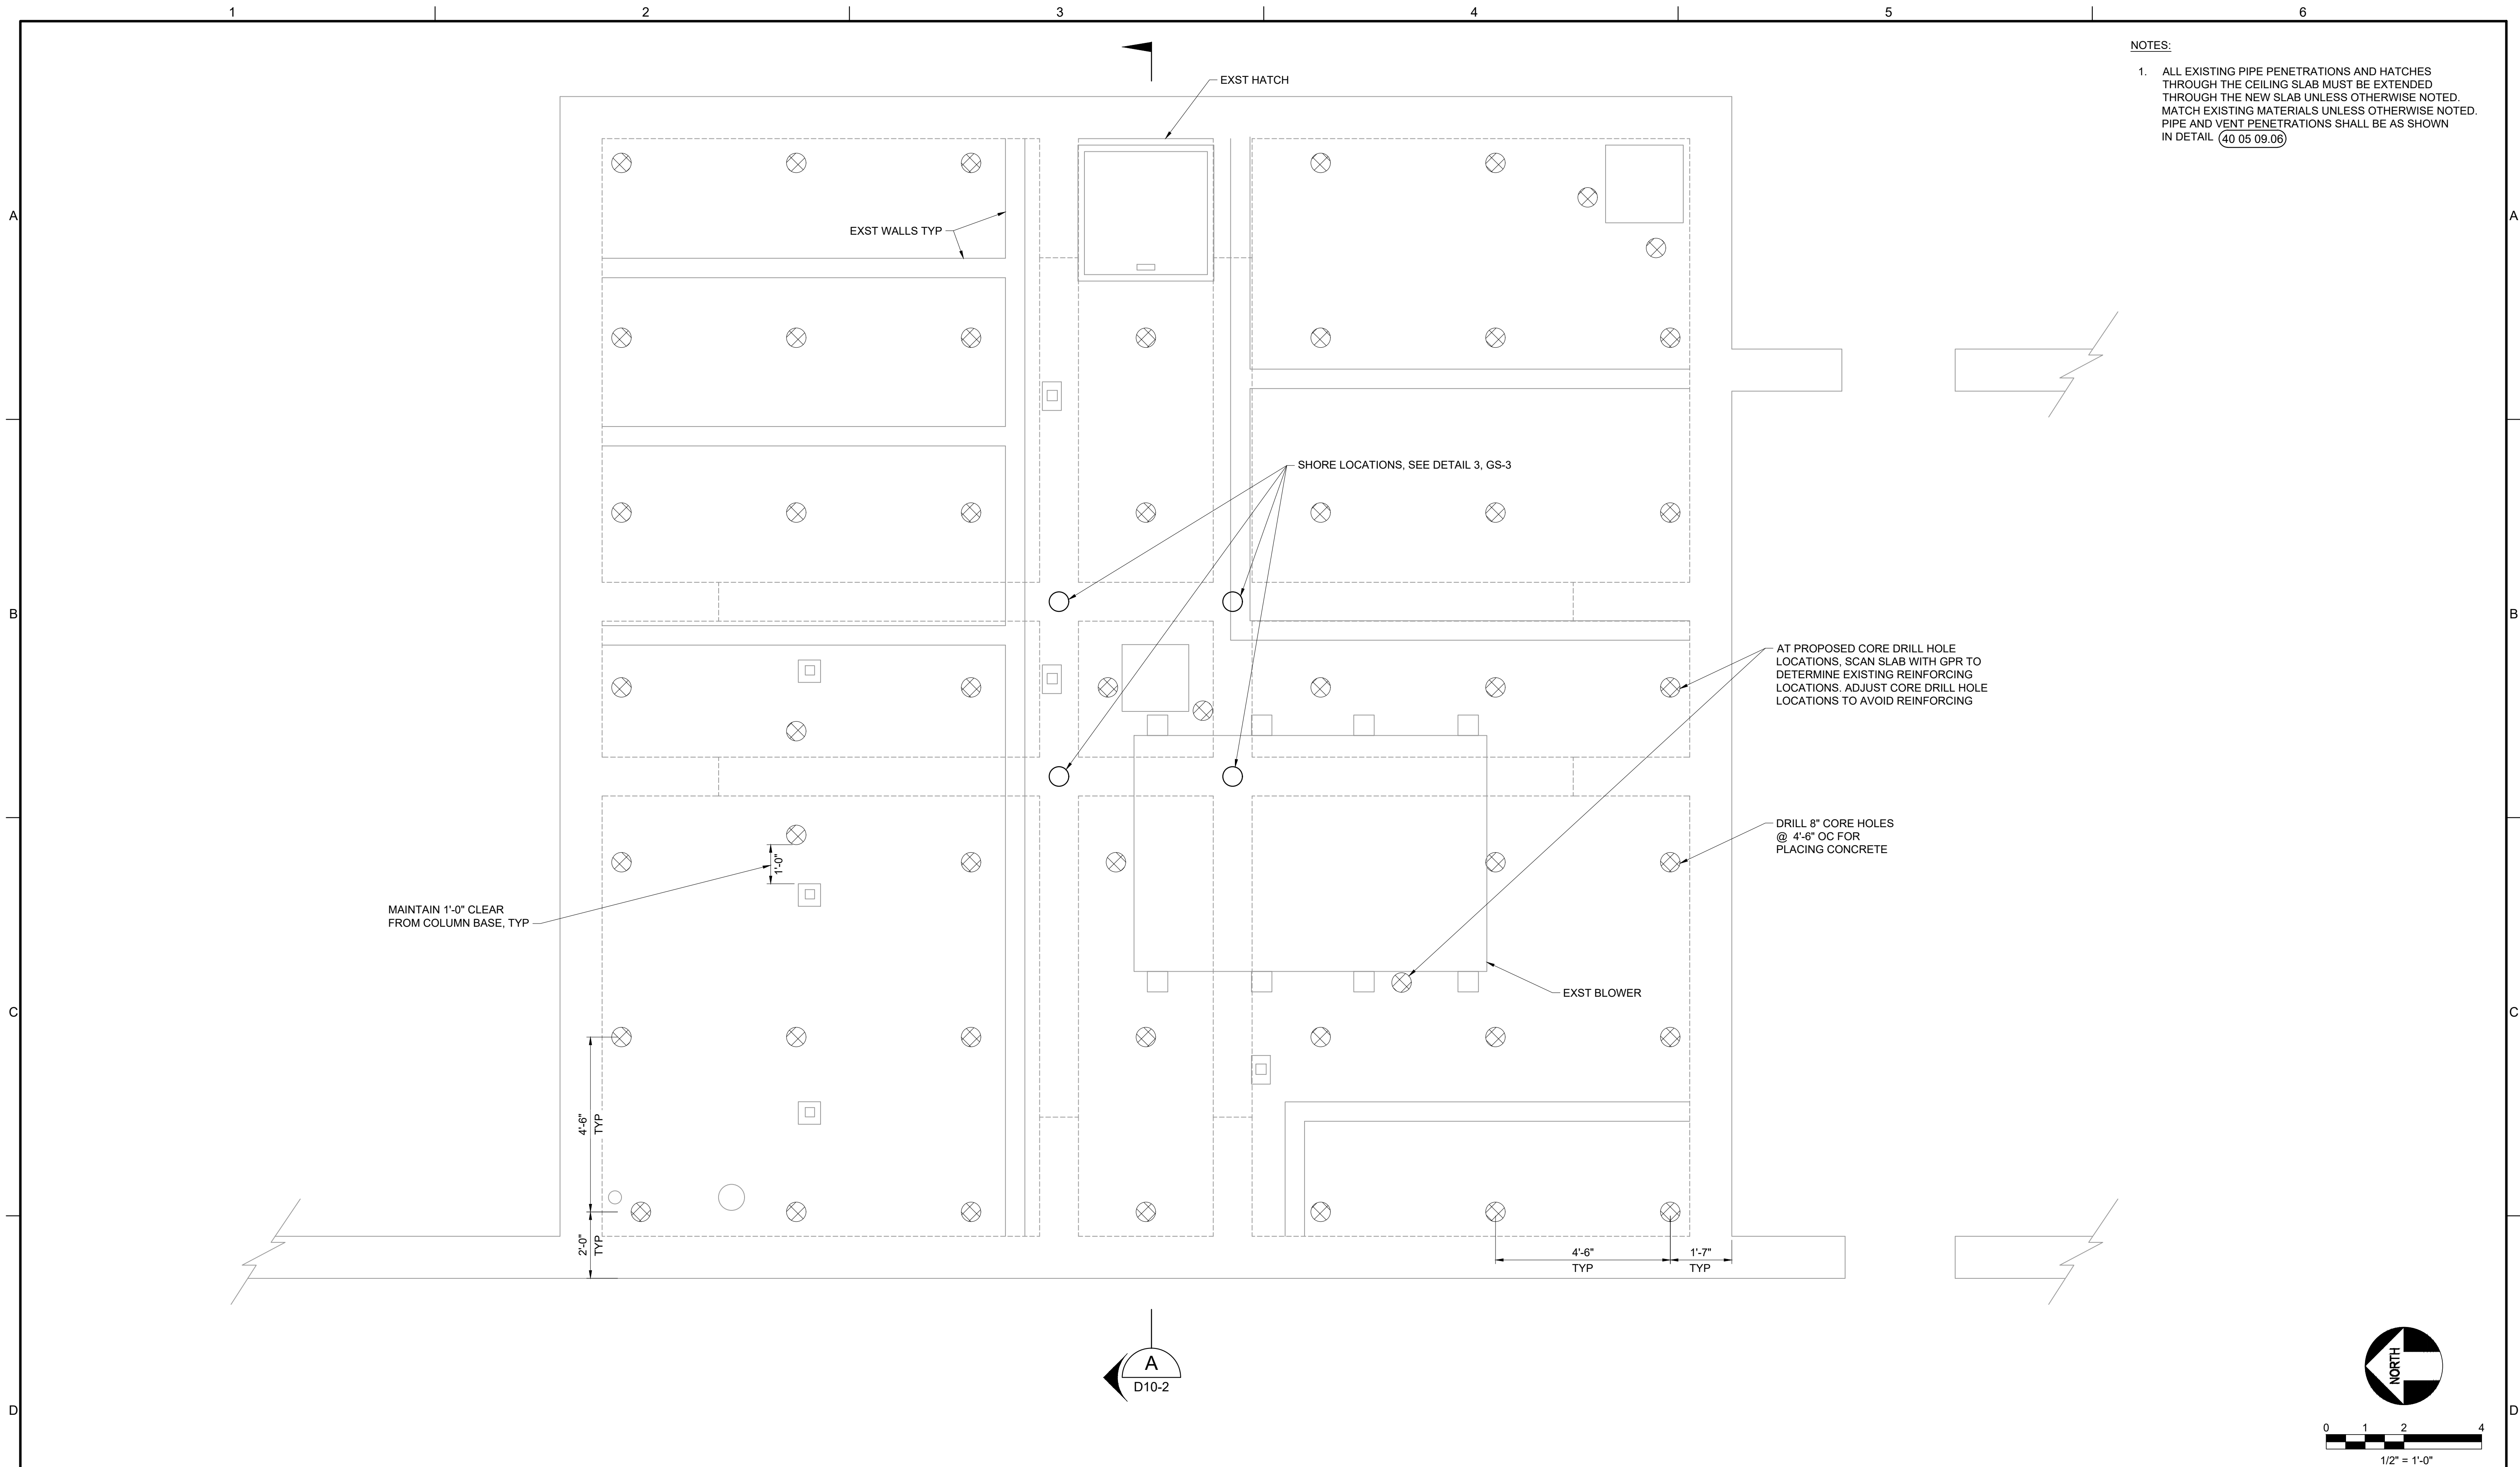 1 2 3 4 5 6
NOTES:
1. ALL EXISTING PIPE PENETRATIONS AND HATCHES
THROUGH THE CEILING SLAB MUST BE EXTENDED
THROUGH THE NEW SLAB UNLESS OTHERWISE NOTED.
MATCH EXISTING MATERIALS UNLESS OTHERWISE NOTED.
PIPE AND VENT PENETRATIONS SHALL BE AS SHOWN
IN DETAIL 40 05 09.06
EXST HATCH
A
A
EXST WALLS TYP
SHORE LOCATIONS, SEE DETAIL 3, GS-3
B
B
AT PROPOSED CORE DRILL HOLE
LOCATIONS, SCAN SLAB WITH GPR TO
DETERMINE EXISTING REINFORCING
LOCATIONS. ADJUST CORE DRILL HOLE
LOCATIONS TO AVOID REINFORCING
DRILL 8" CORE HOLES
@ 4'-6" OC FOR
PLACING CONCRETE
1'-0"
MAINTAIN 1'-0" CLEAR
FROM COLUMN BASE, TYP
EXST BLOWER
C
C
4'-6"
TYP
2'-0"
TYP
4'-6"
TYP
1'-7"
TYP
A
D10-2
NORTH
D
D
0 1 2 4
1/2" = 1'-0"